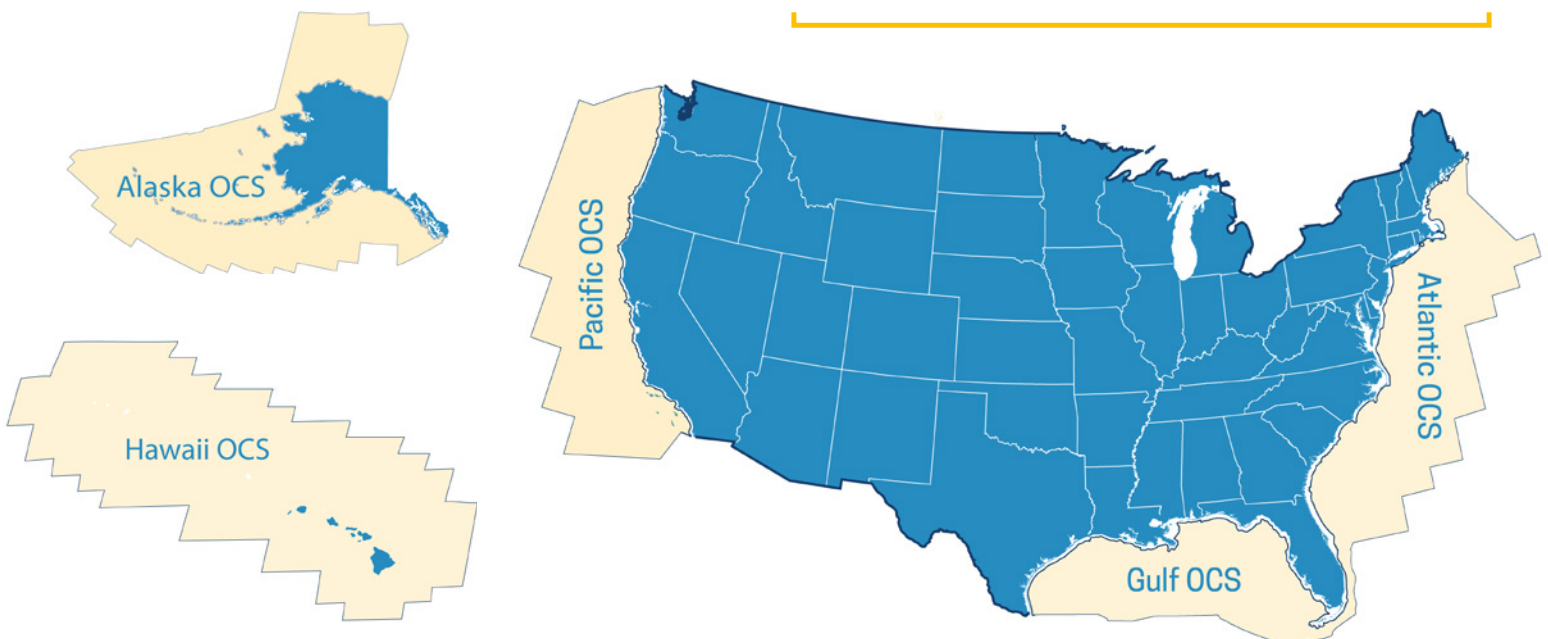 Alaska OCS
Hawaii OCS
Pacific OCS
Gulf OCS
Atlantic OCS